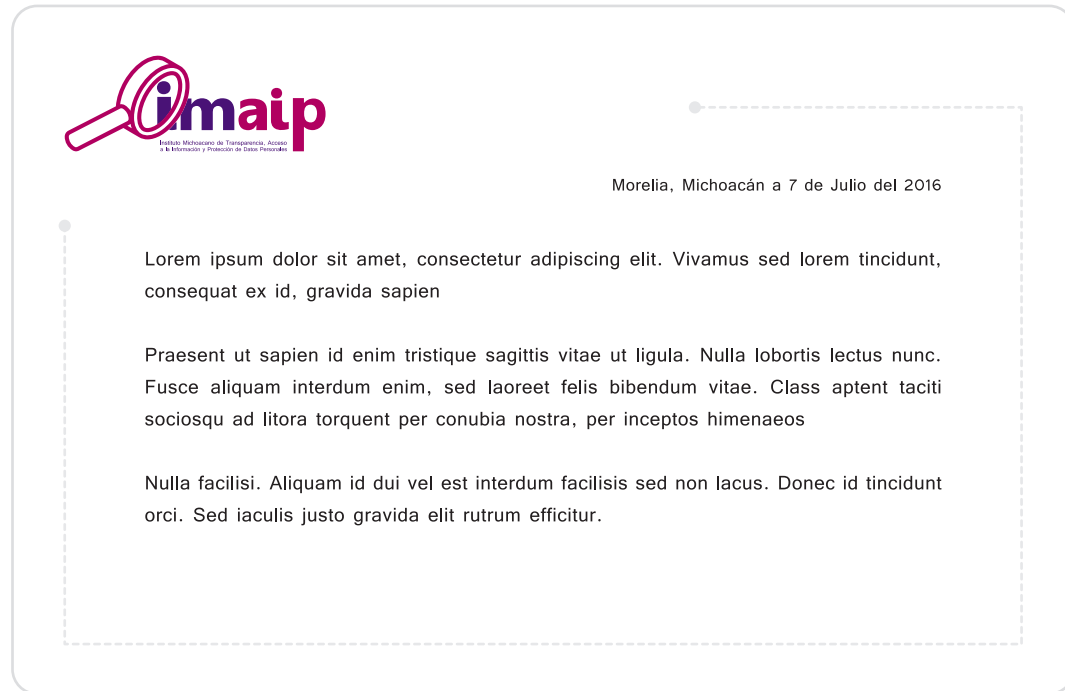 imaip
Instituto Michoacano de Transparencia, Acceso
a la Información y Protección de Datos Personales
Morelia, Michoacán a 7 de Julio del 2016
Lorem ipsum dolor sit amet, consectetur adipiscing elit. Vivamus sed lorem tincidunt,
consequat ex id, gravida sapien
Praesent ut sapien id enim tristique sagittis vitae ut ligula. Nulla lobortis lectus nunc.
Fusce aliquam interdum enim, sed laoreet felis bibendum vitae. Class aptent taciti
sociosqu ad litora torquent per conubia nostra, per inceptos himenaeos
Nulla facilisi. Aliquam id dui vel est interdum facilisis sed non lacus. Donec id tincidunt
orci. Sed iaculis justo gravida elit rutrum efficitur.